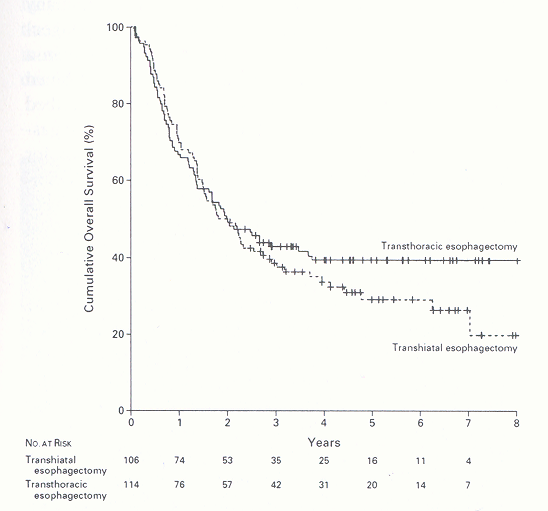 100
80
60
40
20
0
Cumulative Overall Survival (%)
Transthoracic esophagectomy
Transhiatal esophagectomy
0 1 2 3 4 5 6 7 8
Years
NO. AT RISK
Transhiatal 106 74 53 35 25 16 11 4
esophagectomy
Transthoracic 114 76 57 42 31 20 14 7
esophagectomy